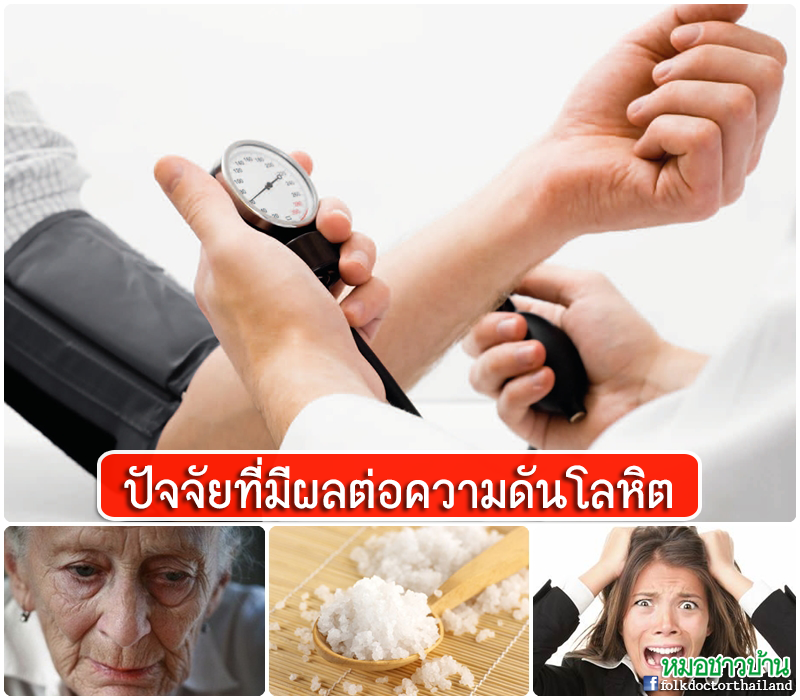 ปัจจัยที่มีผลต่อความดันโลหิต
หมอชาวบ้าน
f folkdoctorthailand